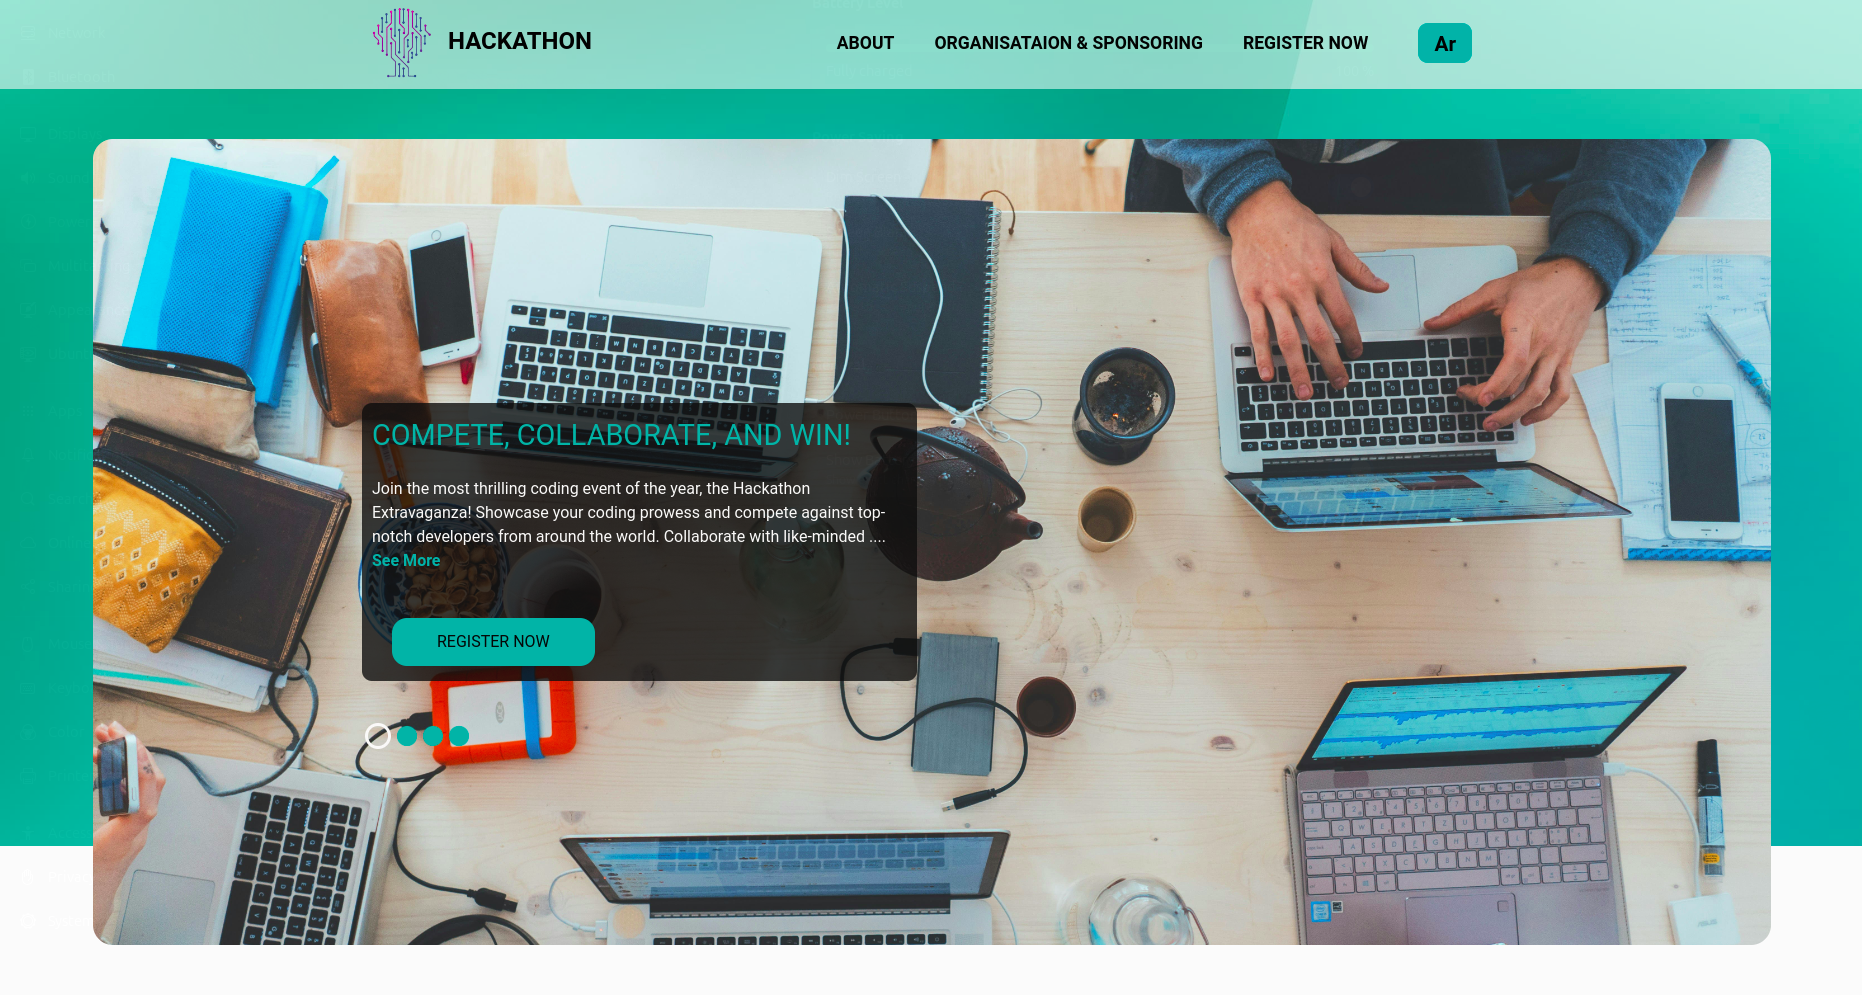 HACKATHON
ABOUT
ORGANISATAION & SPONSORING
REGISTER NOW
Ar
COMPETE, COLLABORATE, AND WIN!
Join the most thrilling coding event of the year, the Hackathon
Extravaganza! Showcase your coding prowess and compete against top-
notch developers from around the world. Collaborate with like-minded ....
See More
REGISTER NOW